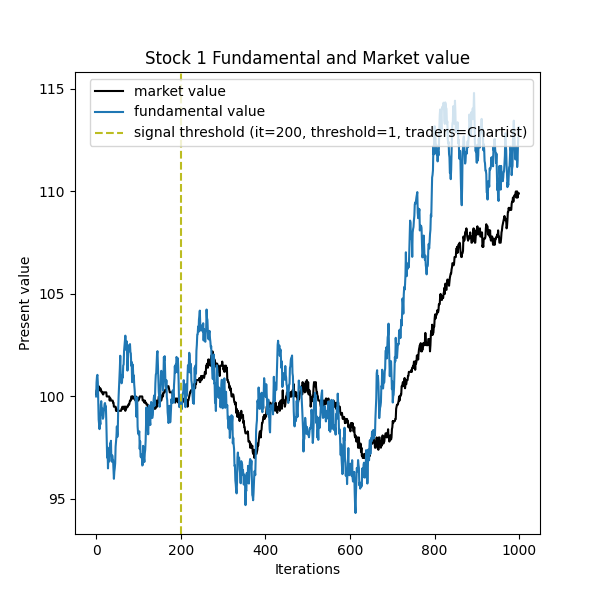 Stock 1 Fundamental and Market value
market value
fundamental value
signal threshold (it=200, threshold=1, traders=Chartist)
Present value
115
110
105
100
95
0 200 400 600 800 1000
Iterations